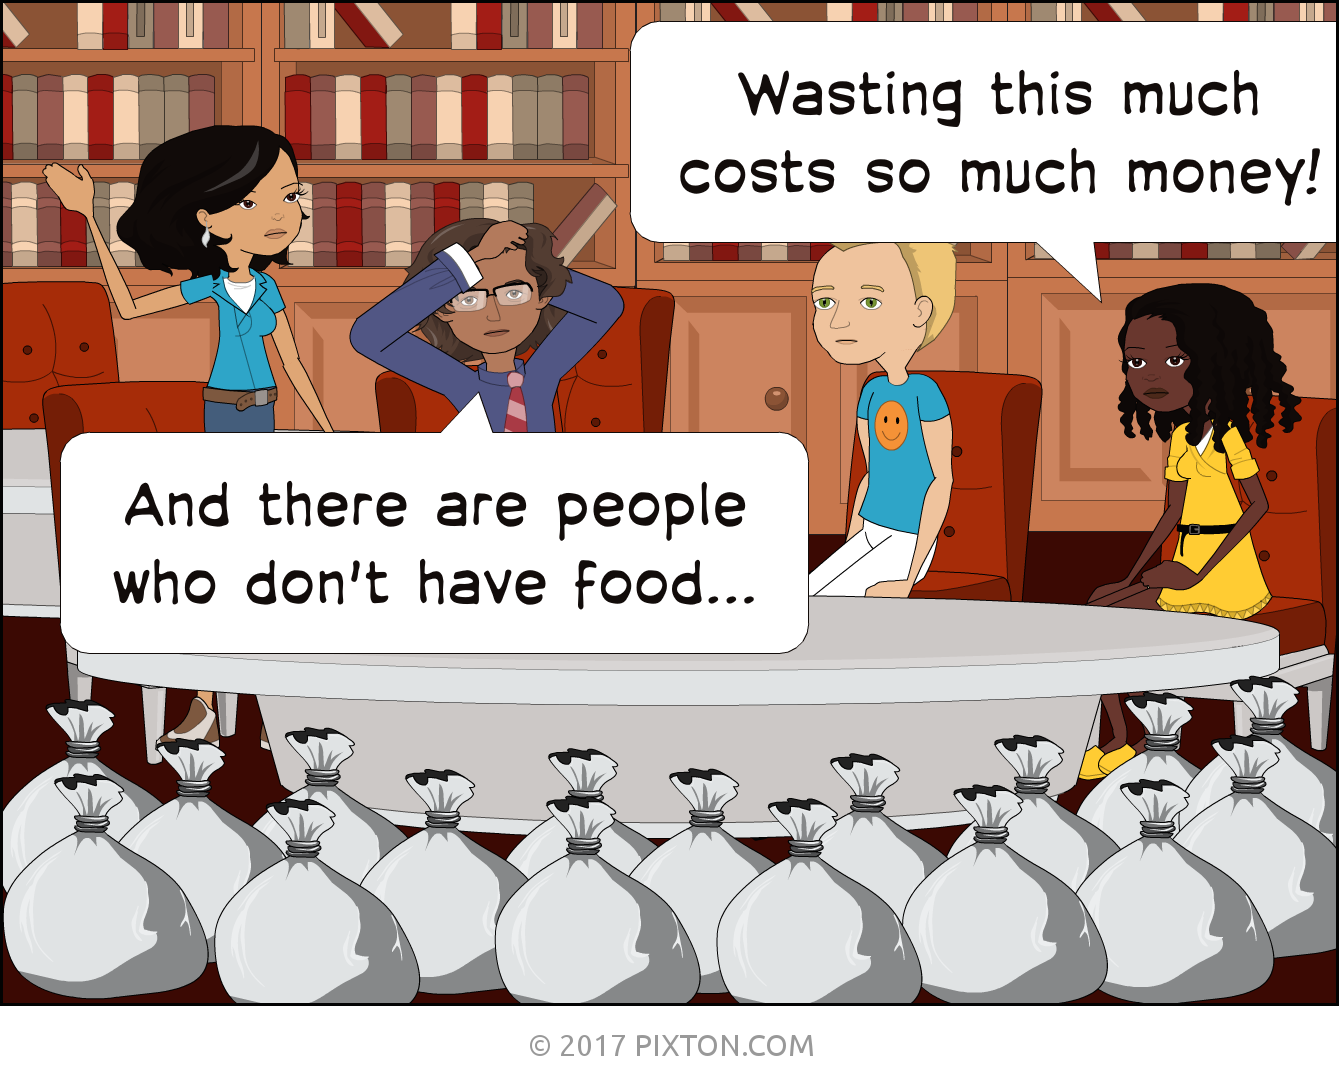 Wasting this much
costs so much money!
And there are people
who don't have food...
© 2017 PIXTON.COM